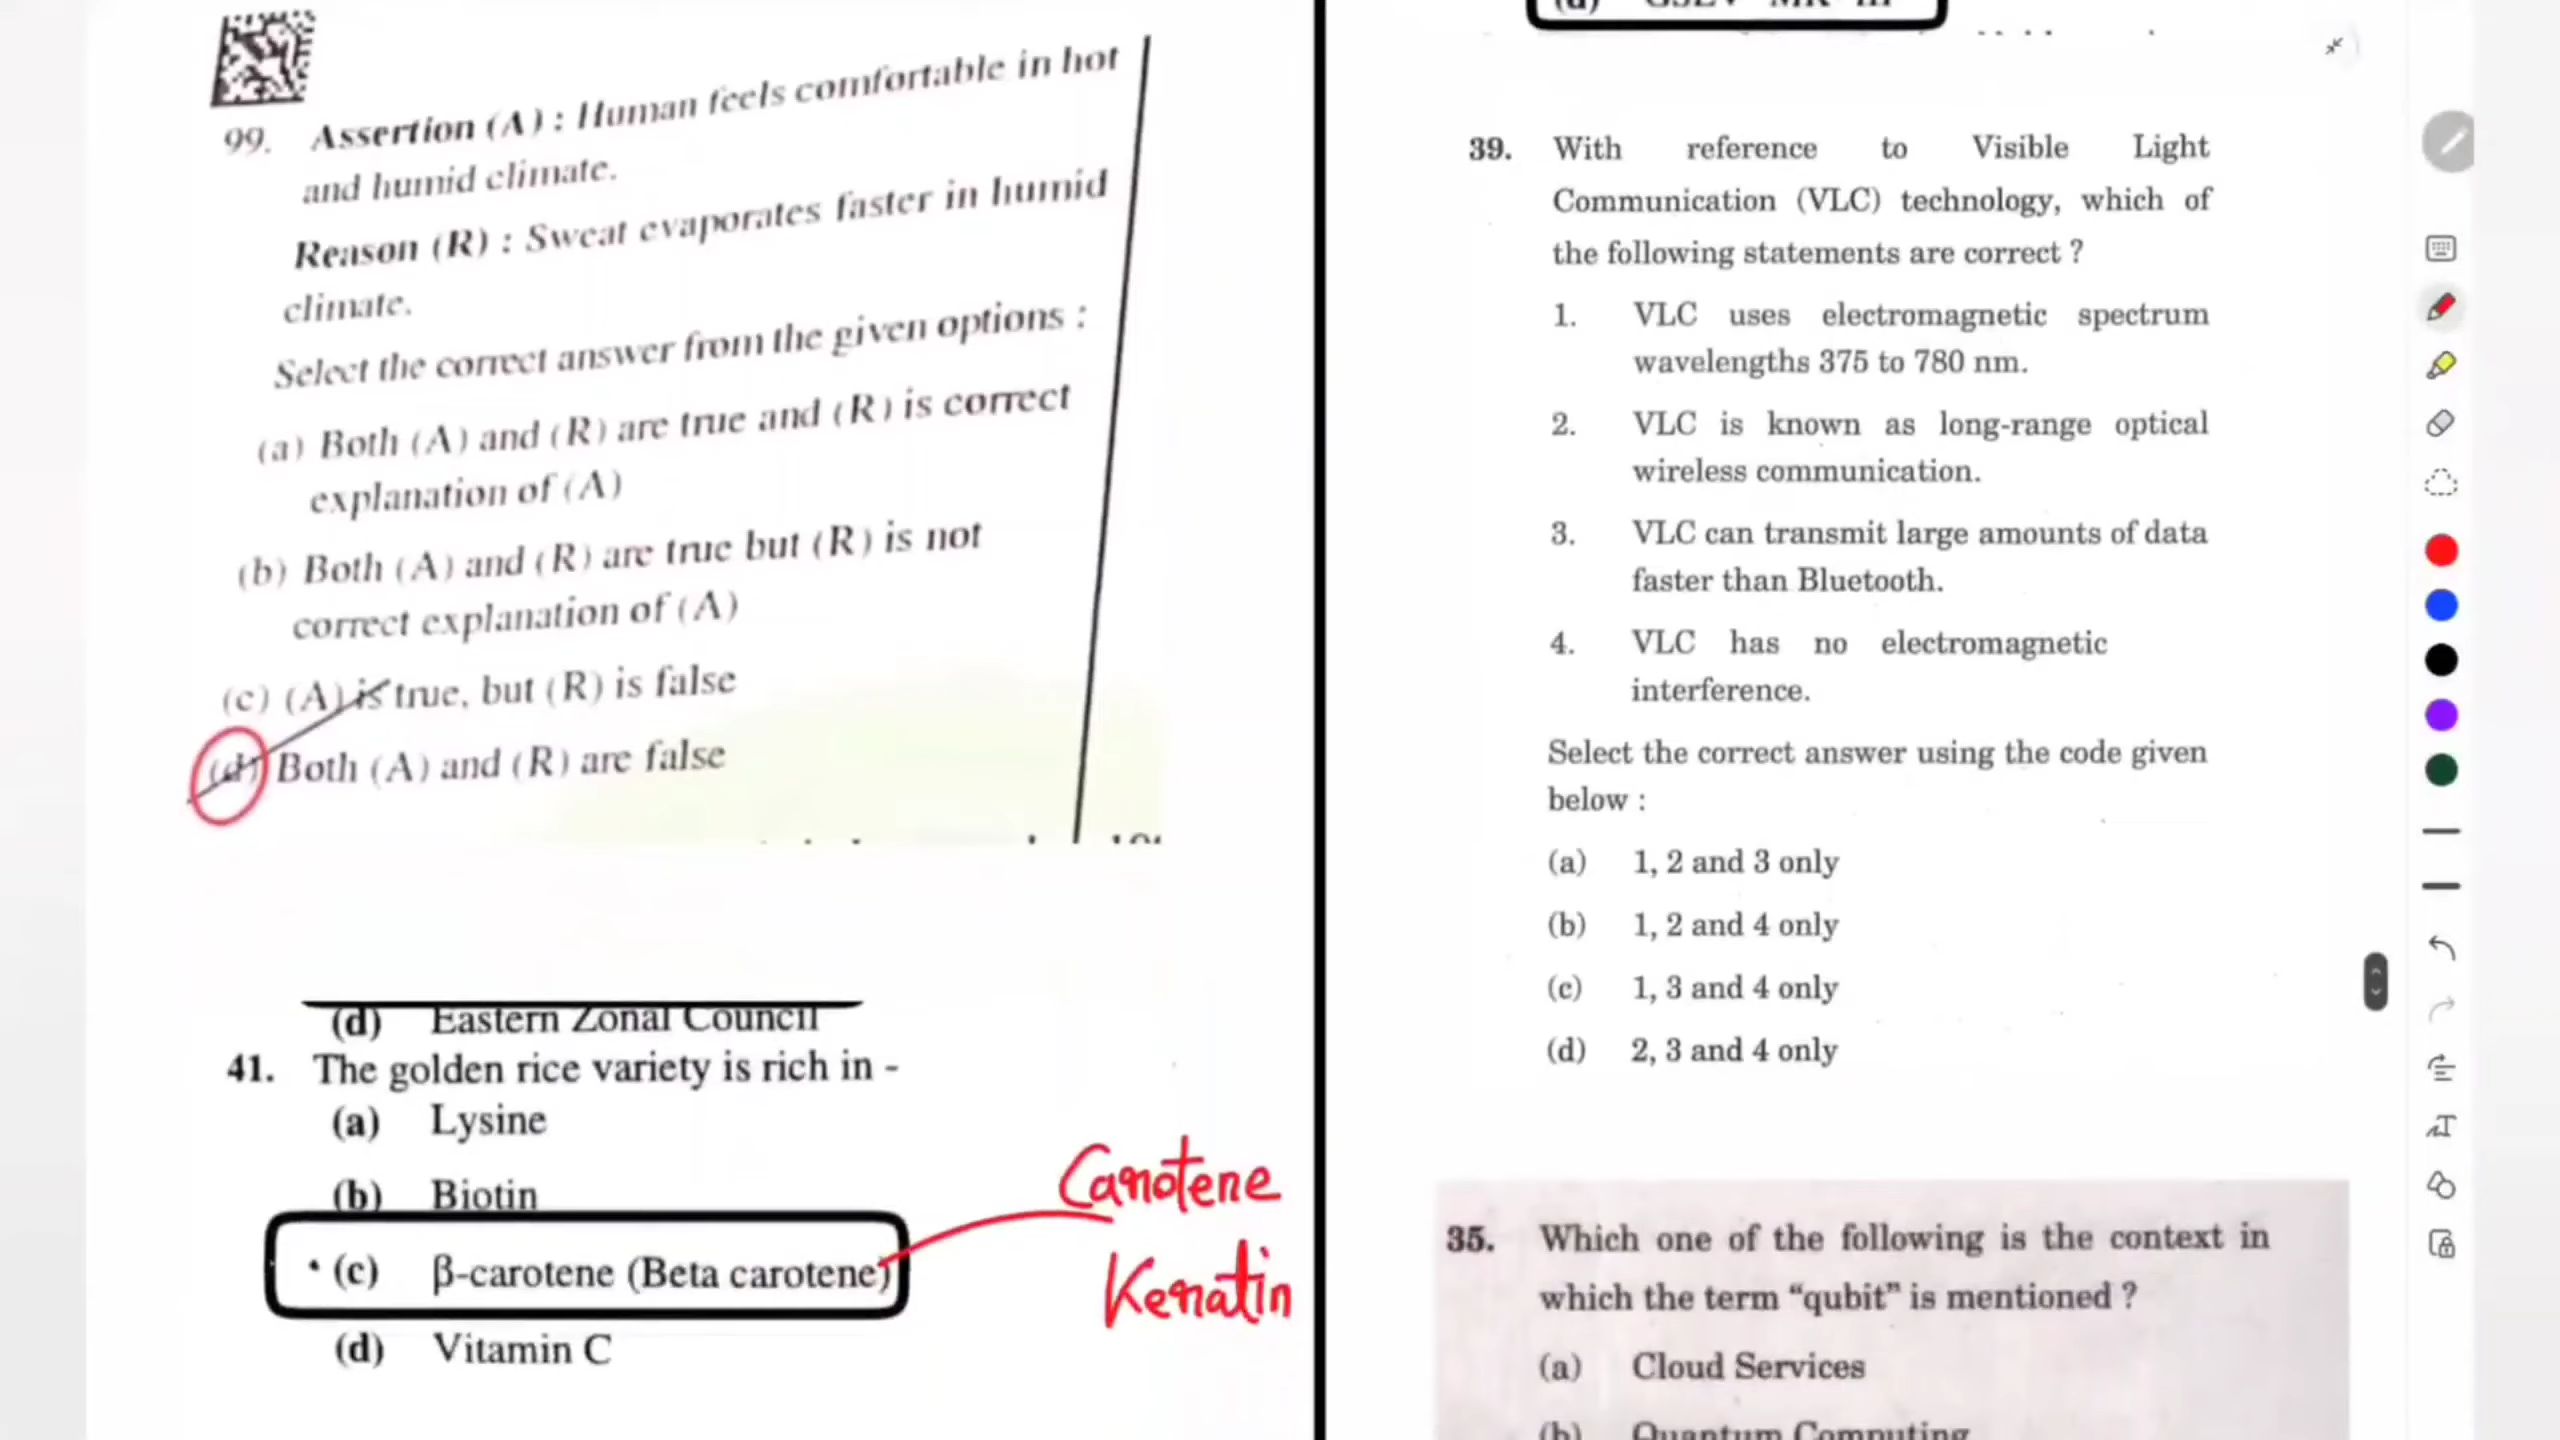 99. Assertion (A) : Human feels comfortable in hot
and humid climate.
Reason (R) : Sweat evaporates faster in humid
climate.
Select the correct answer from the given options :
(a) Both (A) and (R) are true and (R) is correct
explanation of (A)
(b) Both (A) and (R) are true but (R) is not
correct explanation of (A)
(c) (A) is true, but (R) is false
(d) Both (A) and (R) are false
(d) Eastern Zonal Council
41. The golden rice variety is rich in -
(a) Lysine
(b) Biotin
(c) β-carotene (Beta carotene)
(d) Vitamin C
Carotene
Keratin
39. With reference to Visible Light
Communication (VLC) technology, which of
the following statements are correct ?
1. VLC uses electromagnetic spectrum
wavelengths 375 to 780 nm.
2. VLC is known as long-range optical
wireless communication.
3. VLC can transmit large amounts of data
faster than Bluetooth.
4. VLC has no electromagnetic
interference.
Select the correct answer using the code given
below :
(a) 1, 2 and 3 only
(b) 1, 2 and 4 only
(c) 1, 3 and 4 only
(d) 2, 3 and 4 only
35. Which one of the following is the context in
which the term “qubit” is mentioned ?
(a) Cloud Services
(b) Quantum Computing